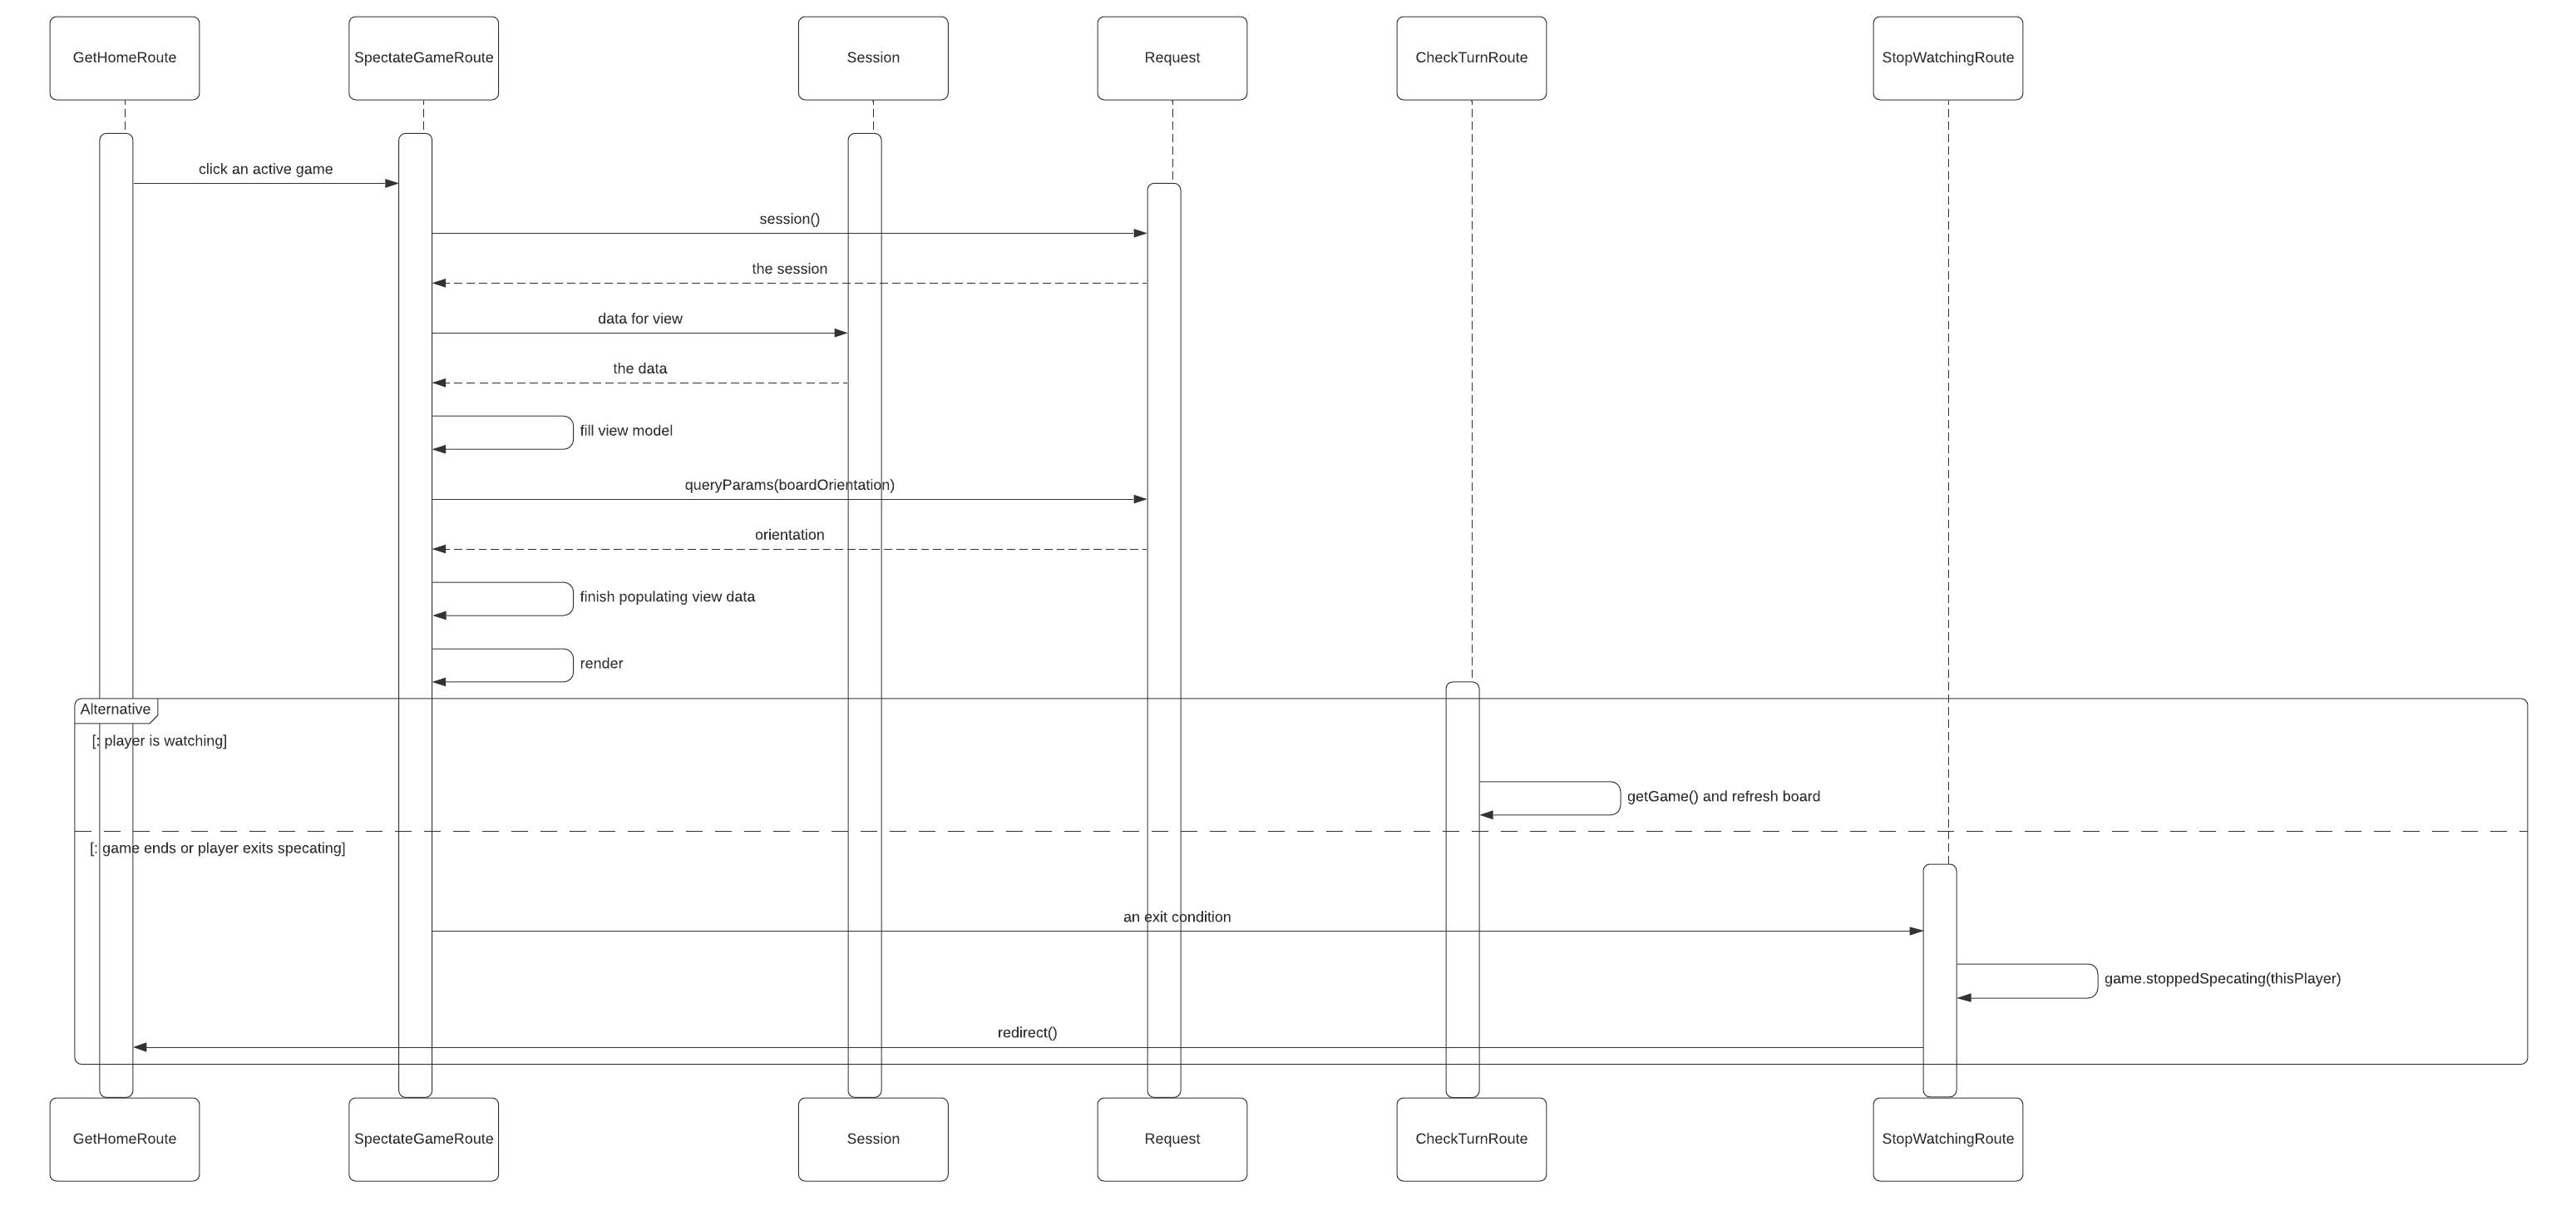 GetHomeRoute
SpectateGameRoute
Session
Request
CheckTurnRoute
StopWatchingRoute
click an active game
session()
the session
data for view
the data
fill view model
queryParams(boardOrientation)
orientation
finish populating view data
render
Alternative
[: player is watching]
getGame() and refresh board
[: game ends or player exits specating]
an exit condition
game.stoppedSpecating(thisPlayer)
redirect()
GetHomeRoute
SpectateGameRoute
Session
Request
CheckTurnRoute
StopWatchingRoute